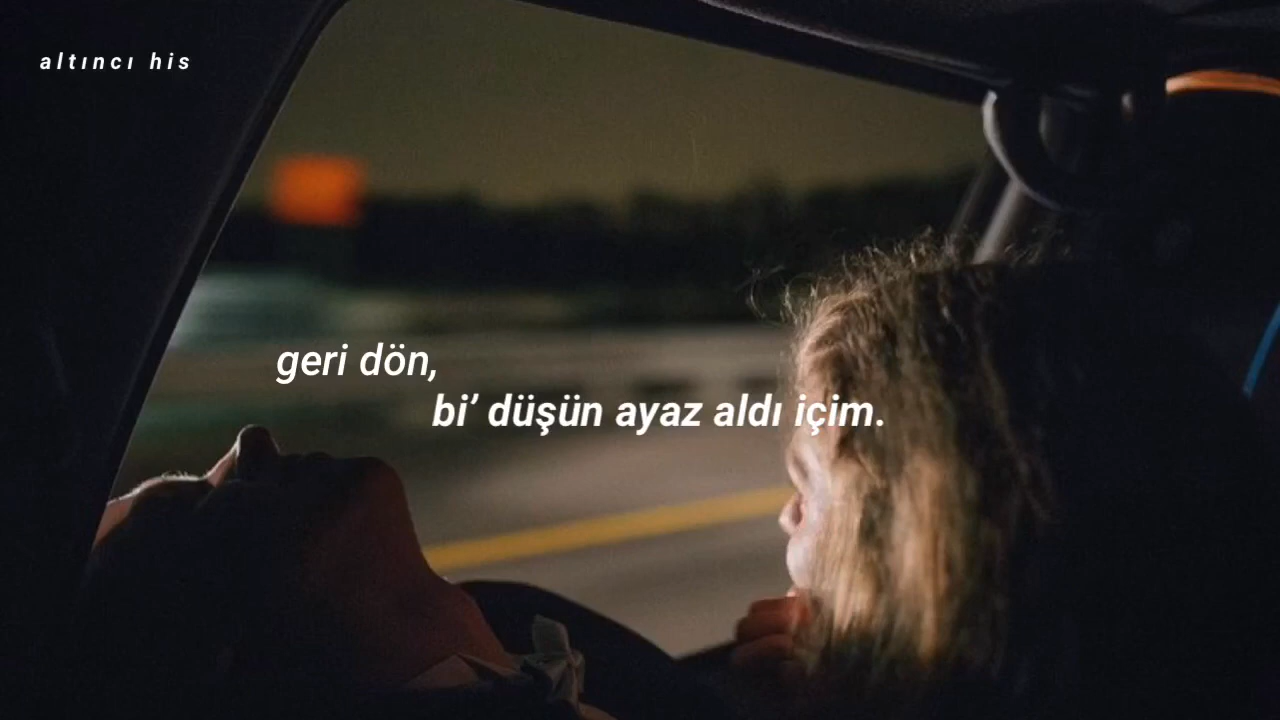 altıncı his
geri dön,
bi’ düşün ayaz aldı içim.